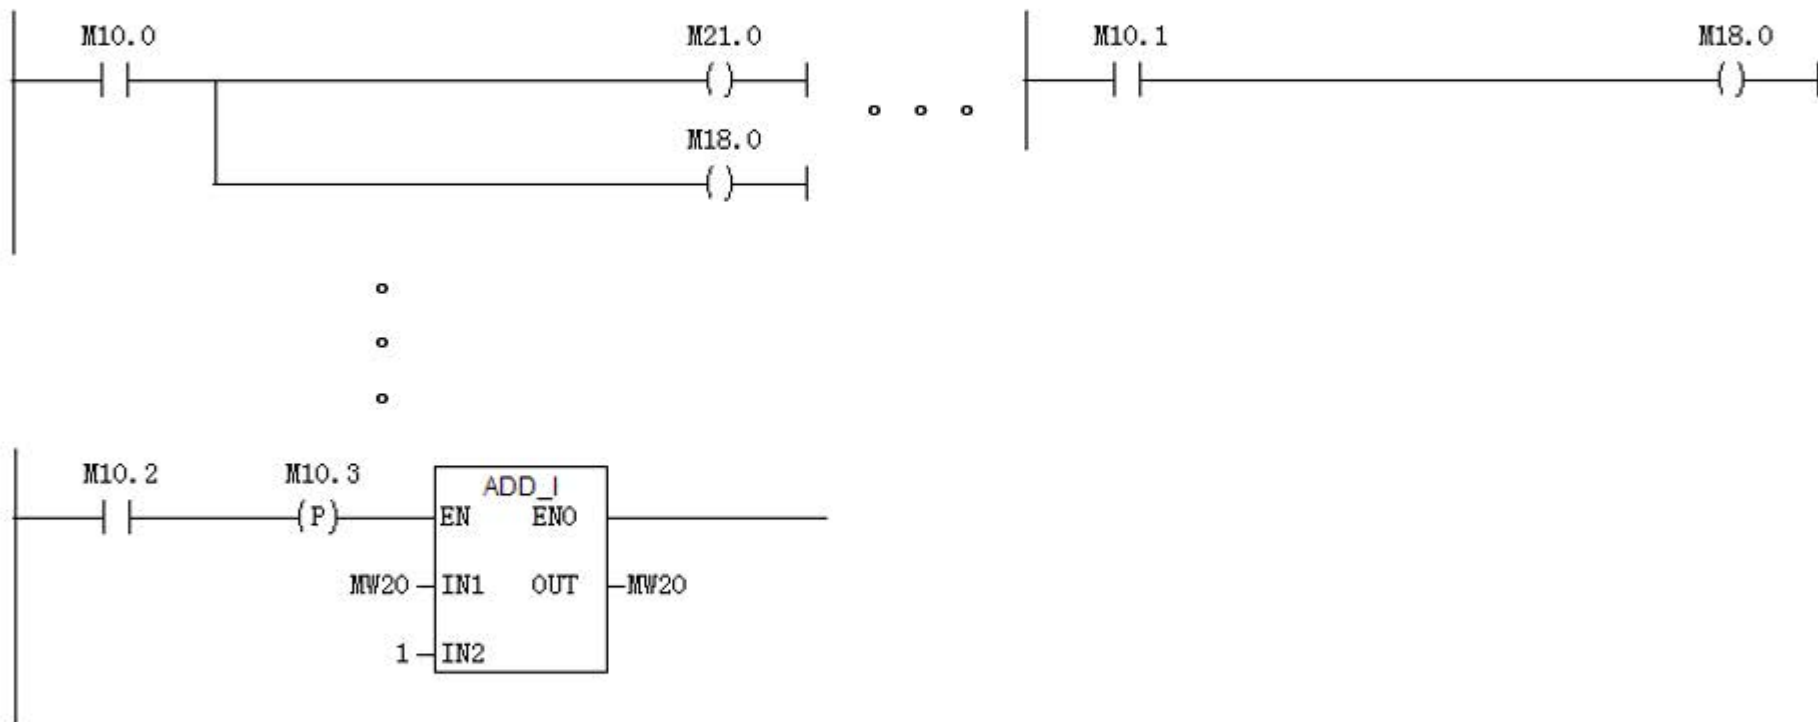 M10.0 M21.0
M18.0
M10.1 M18.0
M10.2 M10.3
(P)
ADD_I
EN ENO
MW20 IN1 OUT MW20
1 IN2